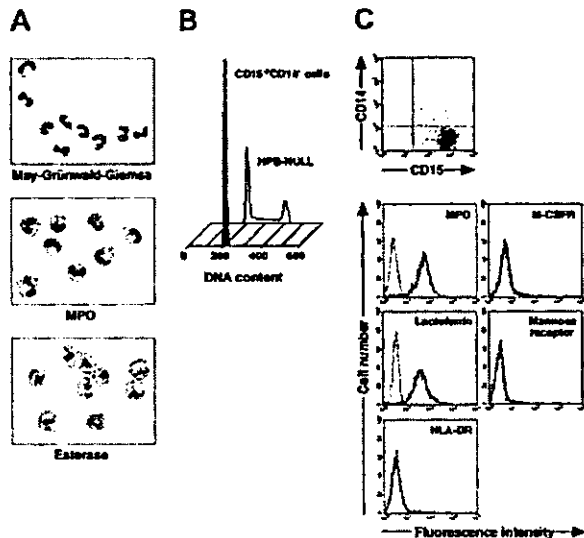 A
May-Grünwald-Giemsa
MPO
Esterase
B
CD15⁺CD14⁻ cells
HPB-NULL
0 200 400 600
DNA content
C
CD14
CD15
MPO
M-CSFR
Lactoferrin
Mannose
receptor
HLA-DR
Cell number
Fluorescence intensity